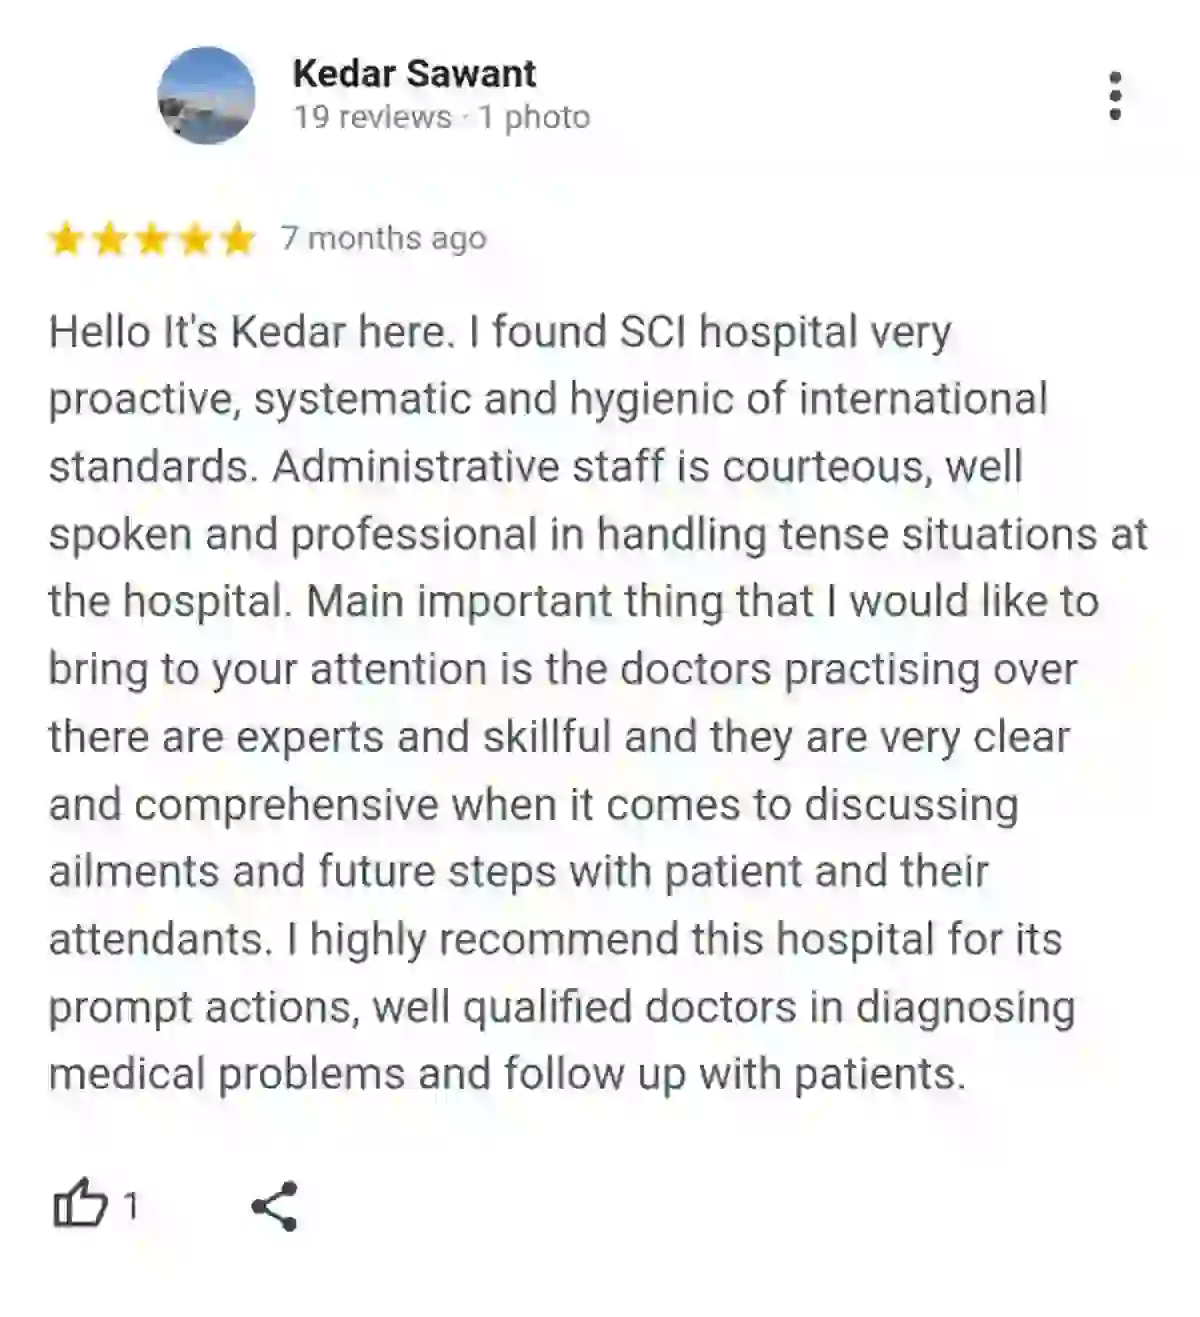 Kedar Sawant
19 reviews · 1 photo
7 months ago
Hello It's Kedar here. I found SCI hospital very
proactive, systematic and hygienic of international
standards. Administrative staff is courteous, well
spoken and professional in handling tense situations at
the hospital. Main important thing that I would like to
bring to your attention is the doctors practising over
there are experts and skillful and they are very clear
and comprehensive when it comes to discussing
ailments and future steps with patient and their
attendants. I highly recommend this hospital for its
prompt actions, well qualified doctors in diagnosing
medical problems and follow up with patients.
1